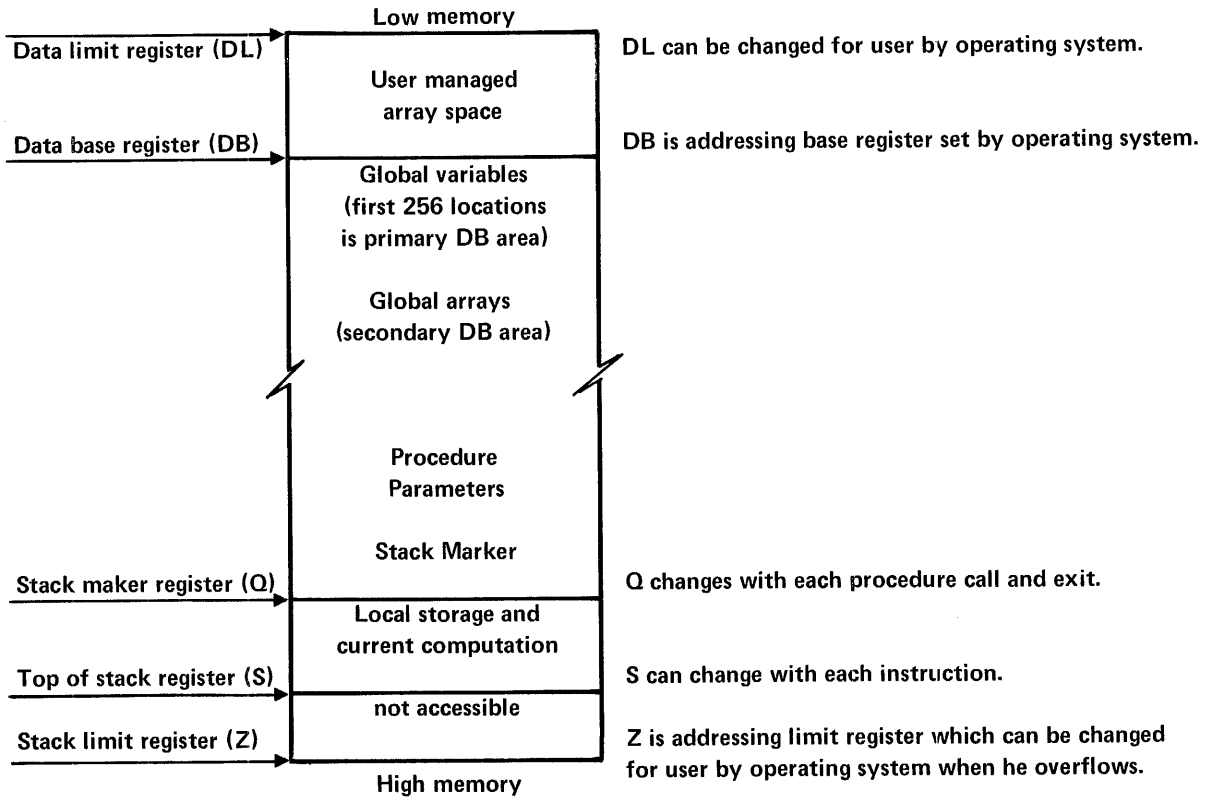 Low memory
Data limit register (DL)
DL can be changed for user by operating system.
User managed
array space
Data base register (DB)
DB is addressing base register set by operating system.
Global variables
(first 256 locations
is primary DB area)
Global arrays
(secondary DB area)
Procedure
Parameters
Stack Marker
Stack maker register (Q)
Q changes with each procedure call and exit.
Local storage and
current computation
Top of stack register (S)
S can change with each instruction.
not accessible
Stack limit register (Z)
Z is addressing limit register which can be changed
for user by operating system when he overflows.
High memory